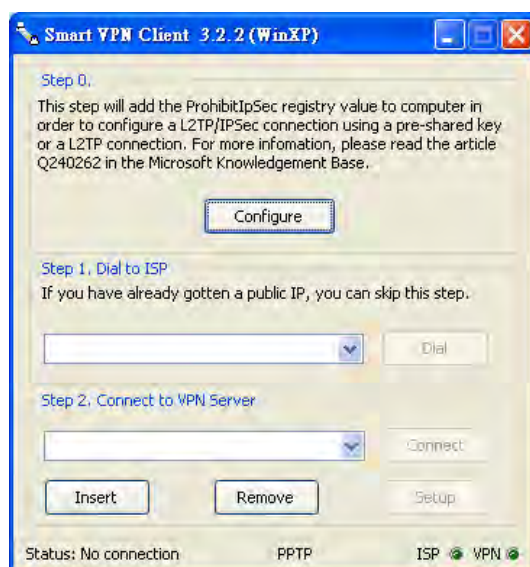 Smart VPN Client 3.2.2 (WinXP)
Step 0.
This step will add the ProhibitIpSec registry value to computer in
order to configure a L2TP/IPSec connection using a pre-shared key
or a L2TP connection. For more infomation, please read the article
Q240262 in the Microsoft Knowledgement Base.
Configure
Step 1. Dial to ISP
If you have already gotten a public IP, you can skip this step.
Dial
Step 2. Connect to VPN Server
Connect
Insert Remove Setup
Status: No connection PPTP ISP VPN